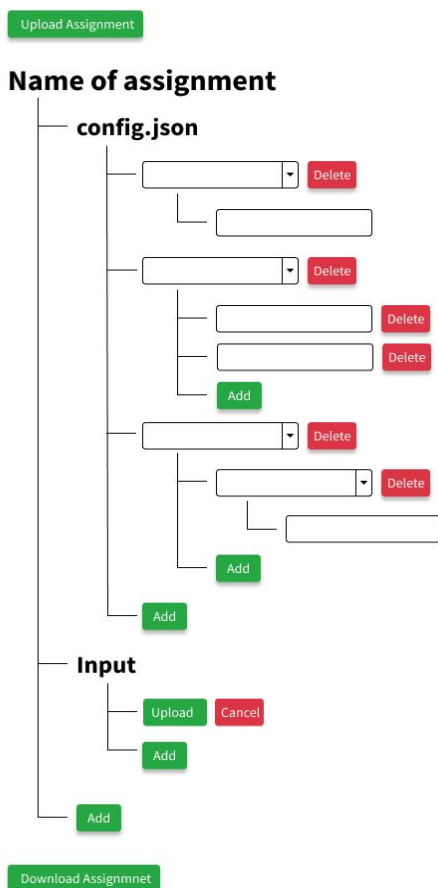 Upload Assignment
Name of assignment
config.json
Delete
Delete
Delete
Delete
Add
Delete
Delete
Add
Add
Input
Upload Cancel
Add
Add
Download Assignmnet